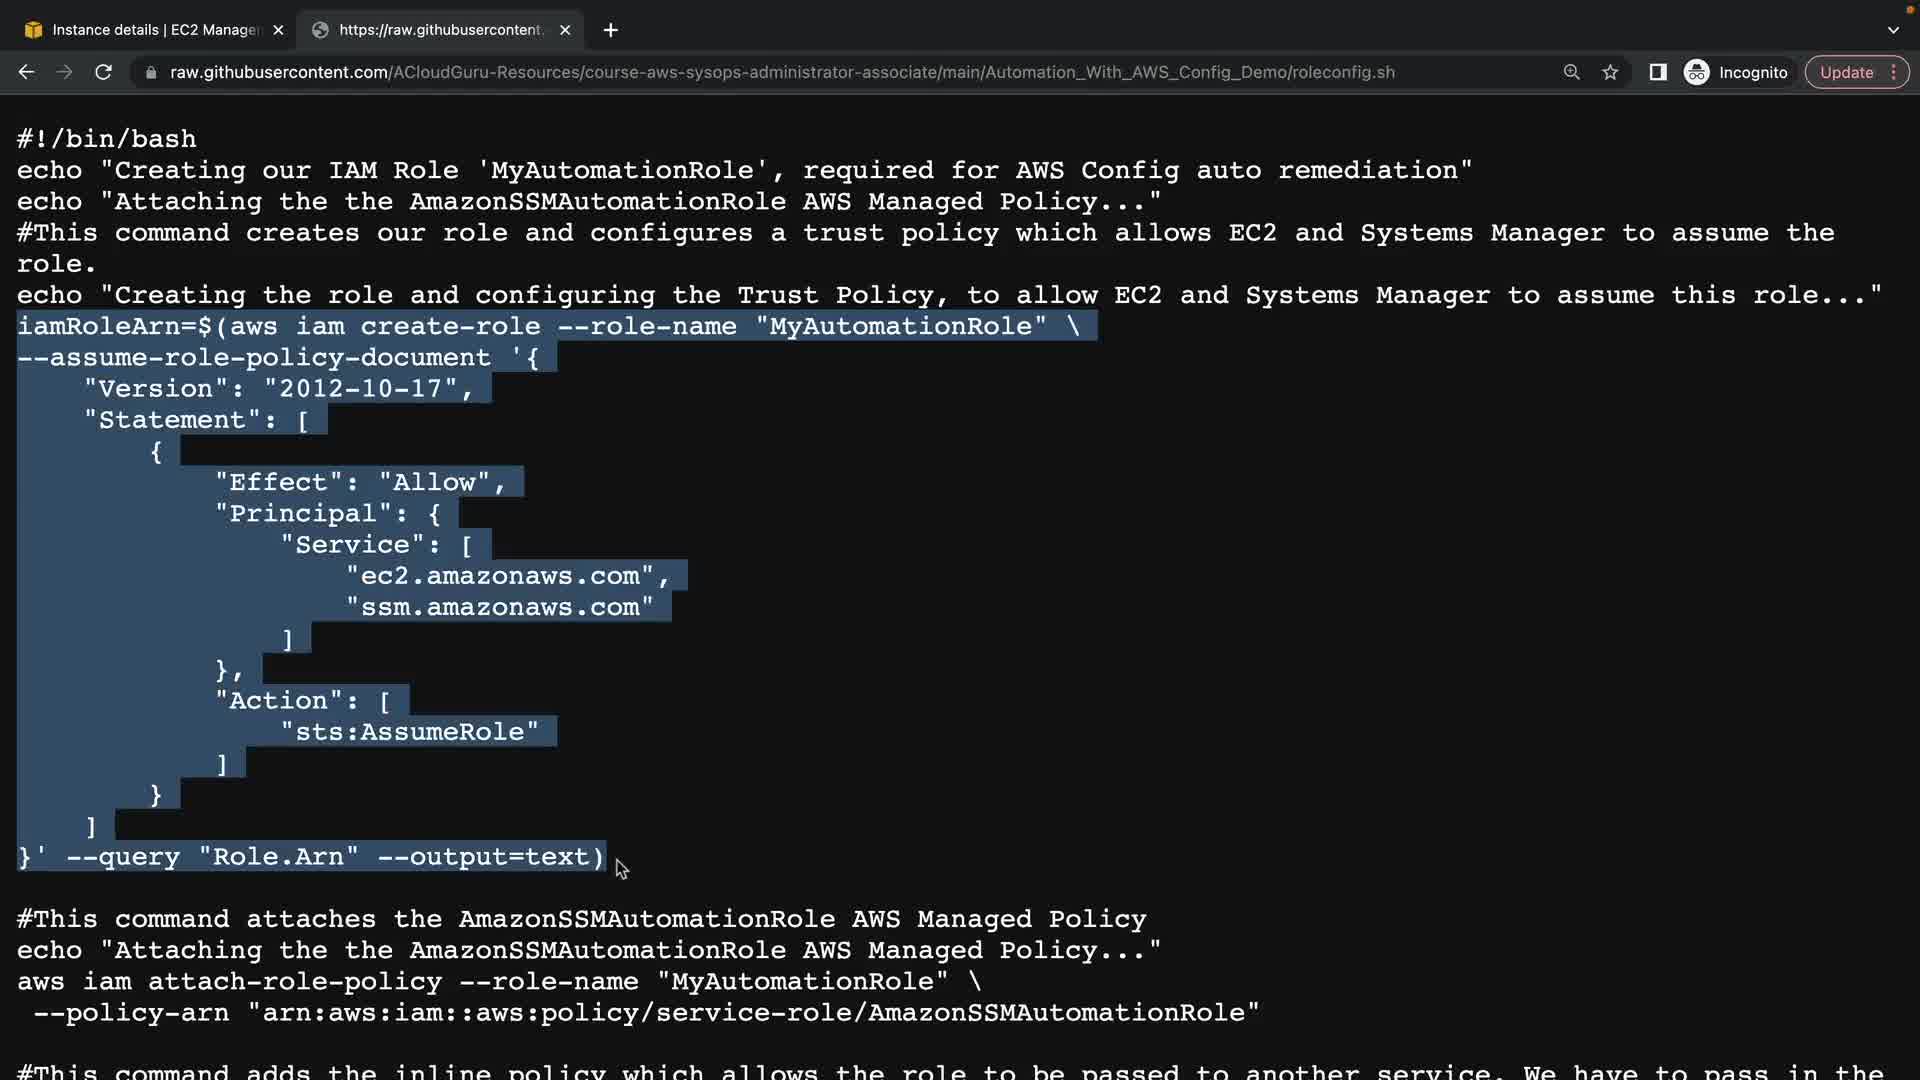 Instance details | EC2 Manager
https://raw.githubusercontent.
raw.githubusercontent.com/ACloudGuru-Resources/course-aws-sysops-administrator-associate/main/Automation_With_AWS_Config_Demo/roleconfig.sh
Incognito
Update
#!/bin/bash
echo "Creating our IAM Role 'MyAutomationRole', required for AWS Config auto remediation"
echo "Attaching the the AmazonSSMAutomationRole AWS Managed Policy..."
#This command creates our role and configures a trust policy which allows EC2 and Systems Manager to assume the
role.
echo "Creating the role and configuring the Trust Policy, to allow EC2 and Systems Manager to assume this role..."
iamRoleArn=$(aws iam create-role --role-name "MyAutomationRole" \
--assume-role-policy-document '{
    "Version": "2012-10-17",
    "Statement": [
        {
            "Effect": "Allow",
            "Principal": {
                "Service": [
                    "ec2.amazonaws.com",
                    "ssm.amazonaws.com"
                ]
            },
            "Action": [
                "sts:AssumeRole"
            ]
        }
    ]
}' --query "Role.Arn" --output=text)
#This command attaches the AmazonSSMAutomationRole AWS Managed Policy
echo "Attaching the the AmazonSSMAutomationRole AWS Managed Policy..."
aws iam attach-role-policy --role-name "MyAutomationRole" \
 --policy-arn "arn:aws:iam::aws:policy/service-role/AmazonSSMAutomationRole"
#This command adds the inline policy which allows the role to be passed to another service. We have to pass in the